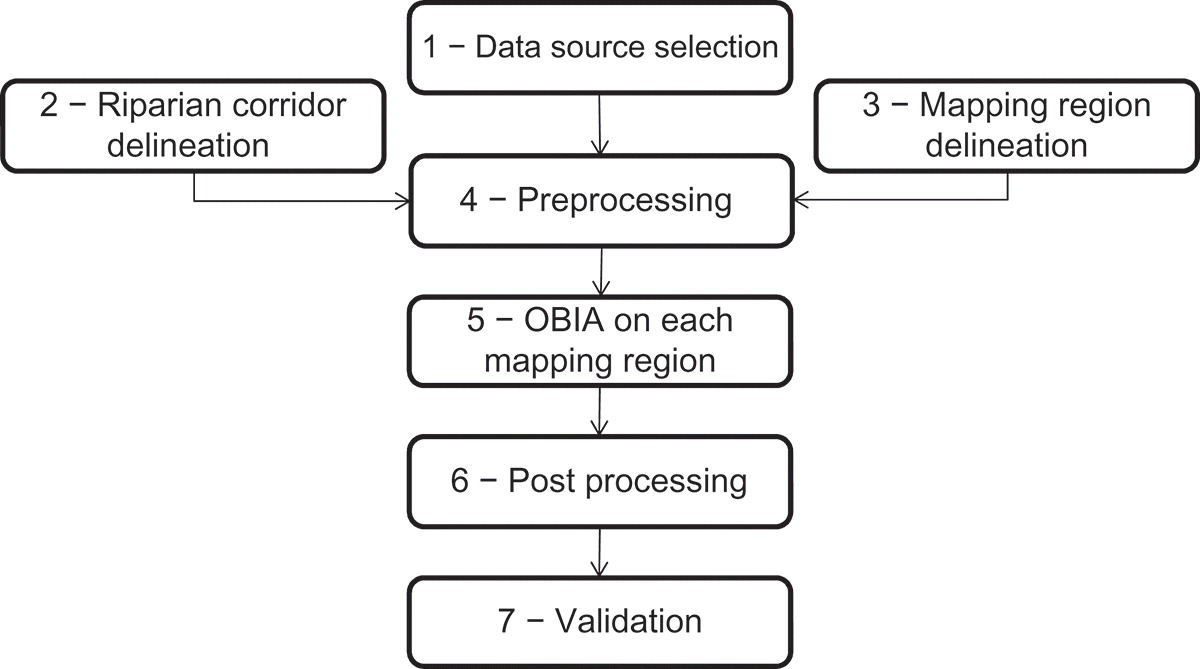 1 − Data source selection
2 − Riparian corridor
delineation
3 − Mapping region
delineation
4 − Preprocessing
5 − OBIA on each
mapping region
6 − Post processing
7 − Validation